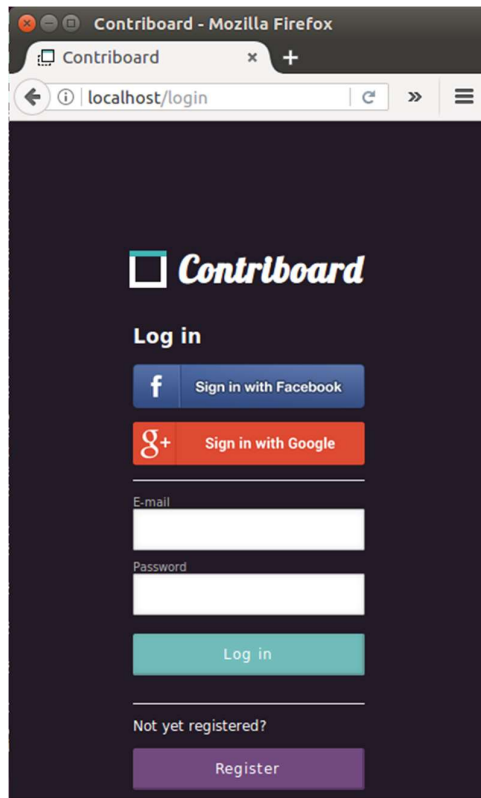 Contriboard - Mozilla Firefox
Contriboard
localhost/login
Contriboard
Log in
f Sign in with Facebook
g+ Sign in with Google
E-mail
Password
Log in
Not yet registered?
Register